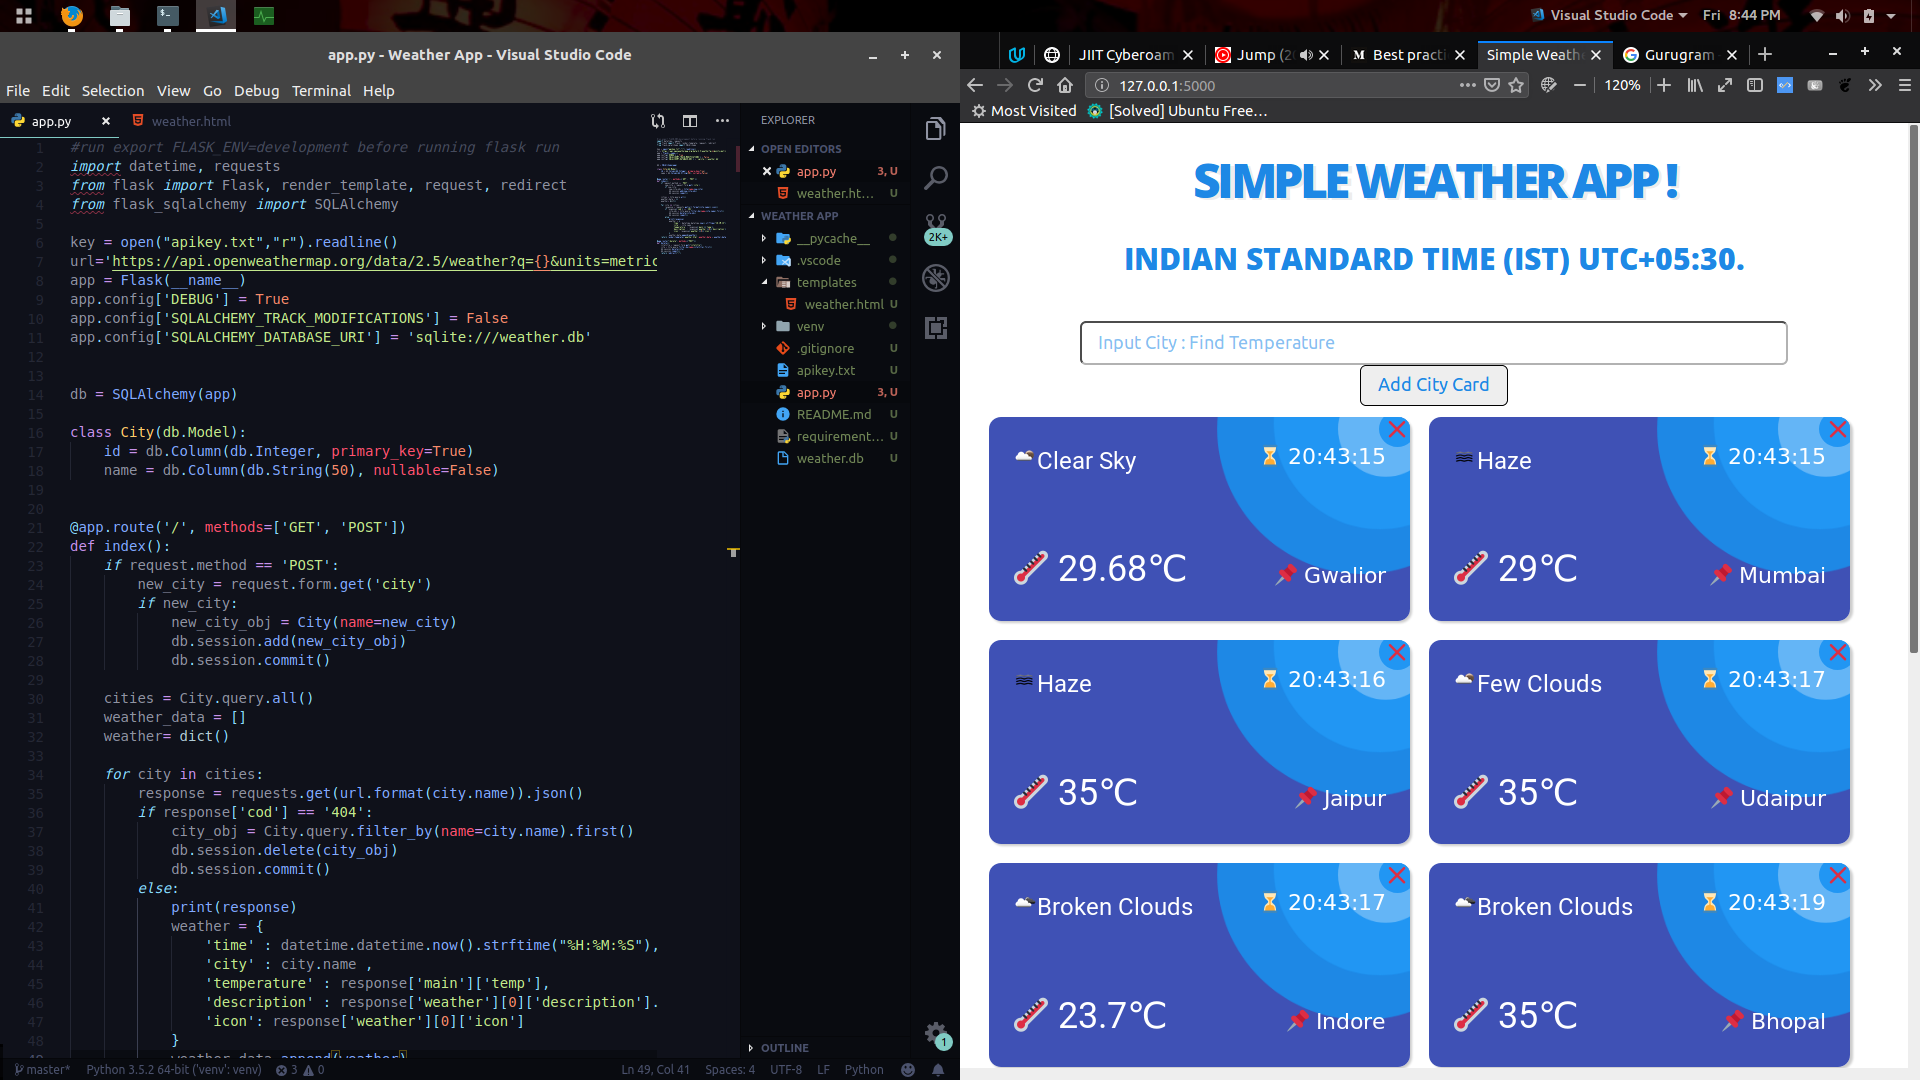 Visual Studio Code
Fri 8:44 PM
app.py - Weather App - Visual Studio Code
File Edit Selection View Go Debug Terminal Help
app.py
weather.html
1 #run export FLASK_ENV=development before running flask run
2 import datetime, requests
3 from flask import Flask, render_template, request, redirect
4 from flask_sqlalchemy import SQLAlchemy
5
6 key = open("apikey.txt","r").readline()
7 url='https://api.openweathermap.org/data/2.5/weather?q={}&units=metric
8 app = Flask(__name__)
9 app.config['DEBUG'] = True
10 app.config['SQLALCHEMY_TRACK_MODIFICATIONS'] = False
11 app.config['SQLALCHEMY_DATABASE_URI'] = 'sqlite:///weather.db'
12
13
14 db = SQLAlchemy(app)
15
16 class City(db.Model):
17 id = db.Column(db.Integer, primary_key=True)
18 name = db.Column(db.String(50), nullable=False)
19
20
21 @app.route('/', methods=['GET', 'POST'])
22 def index():
23 if request.method == 'POST':
24 new_city = request.form.get('city')
25 if new_city:
26 new_city_obj = City(name=new_city)
27 db.session.add(new_city_obj)
28 db.session.commit()
29
30 cities = City.query.all()
31 weather_data = []
32 weather= dict()
33
34 for city in cities:
35 response = requests.get(url.format(city.name)).json()
36 if response['cod'] == '404':
37 city_obj = City.query.filter_by(name=city.name).first()
38 db.session.delete(city_obj)
39 db.session.commit()
40 else:
41 print(response)
42 weather = {
43 'time' : datetime.datetime.now().strftime("%H:%M:%S"),
44 'city' : city.name ,
45 'temperature' : response['main']['temp'],
46 'description' : response['weather'][0]['description'].
47 'icon': response['weather'][0]['icon']
48 }
49 weather_data.append(weather)
EXPLORER
OPEN EDITORS
app.py 3, U
weather.ht... U
WEATHER APP
__pycache__
.vscode
templates
weather.html U
venv
.gitignore U
apikey.txt U
app.py 3, U
README.md U
requirement... U
weather.db U
OUTLINE
2K+
1
master* Python 3.5.2 64-bit ('venv': venv) 3 0
Ln 49, Col 41 Spaces: 4 UTF-8 LF Python
JIIT Cyberoam
Jump (20
Best practi
Simple Weathe
Gurugram
127.0.0.1:5000
120%
Most Visited
[Solved] Ubuntu Free...
SIMPLE WEATHER APP !
INDIAN STANDARD TIME (IST) UTC+05:30.
Input City : Find Temperature
Add City Card
Clear Sky 20:43:15
29.68℃ Gwalior
Haze 20:43:15
29℃ Mumbai
Haze 20:43:16
35℃ Jaipur
Few Clouds 20:43:17
35℃ Udaipur
Broken Clouds 20:43:17
23.7℃ Indore
Broken Clouds 20:43:19
35℃ Bhopal